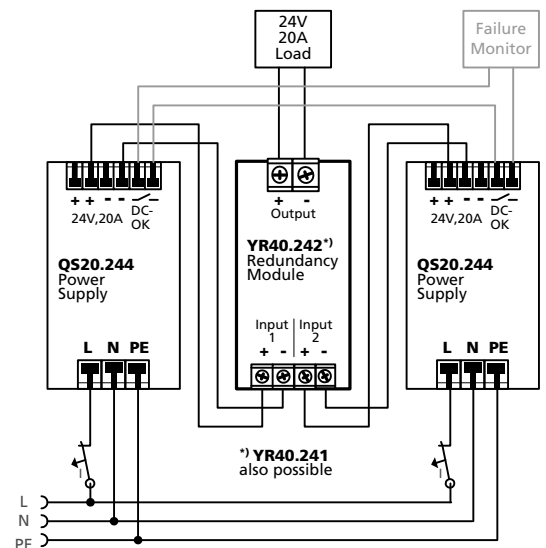 24V
20A
Load
Failure
Monitor
+ + - - DC-
24V,20A OK
QS20.244
Power
Supply
L N PE
+ -
Output
YR40.242*)
Redundancy
Module
Input Input
1 2
+ - + -
*) YR40.241
also possible
+ + - - DC-
24V,20A OK
QS20.244
Power
Supply
L N PE
I
I
L
N
PE